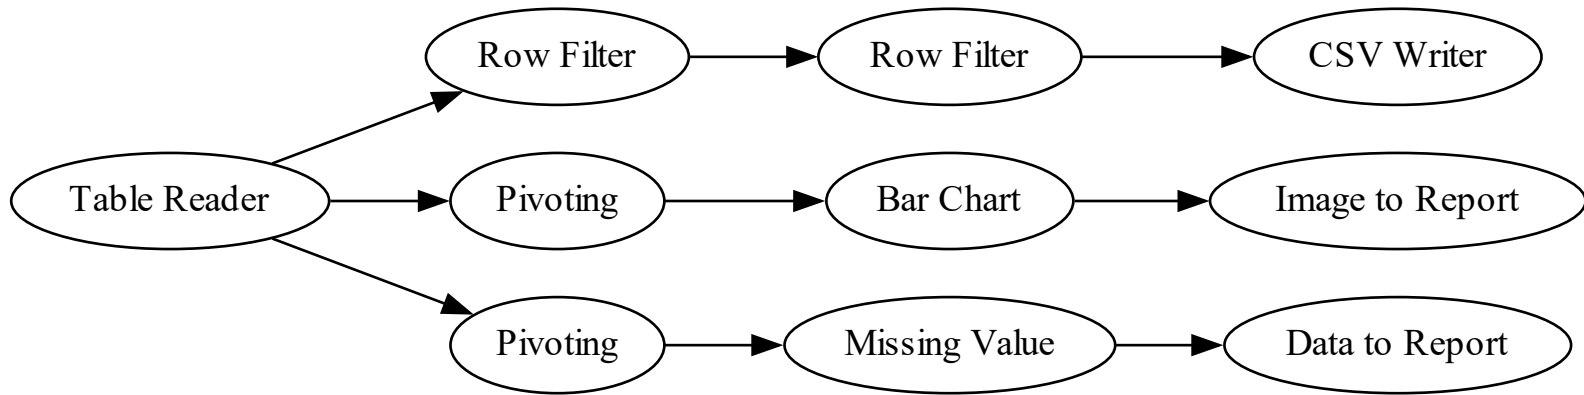 Row Filter
Row Filter
CSV Writer
Table Reader
Pivoting
Bar Chart
Image to Report
Pivoting
Missing Value
Data to Report